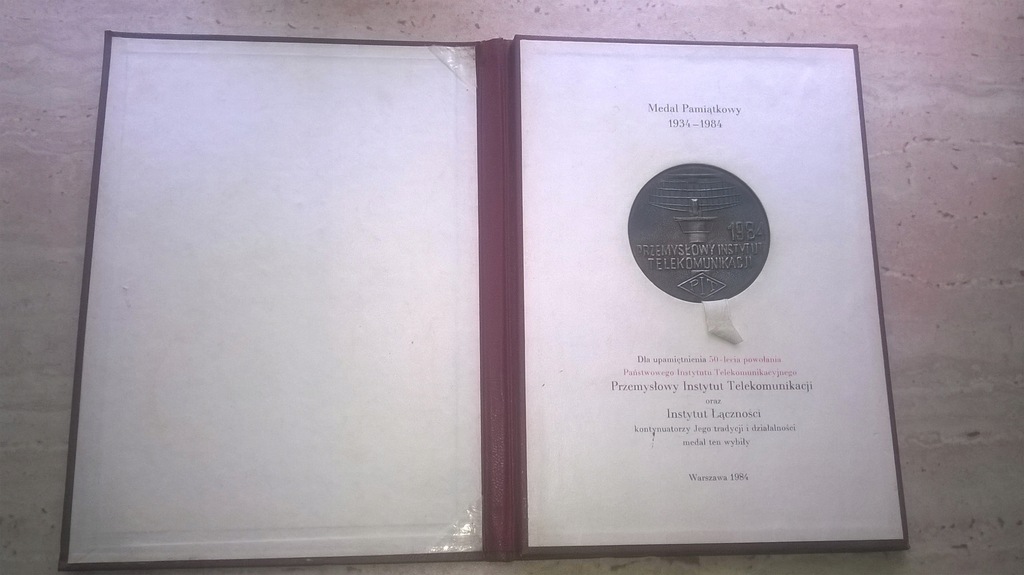 Medal Pamiątkowy
1934–1984
1984
PRZEMYSŁOWY INSTYTUT
TELEKOMUNIKACJI
PIT
Dla upamiętnienia 50-lecia powołania
Państwowego Instytutu Telekomunikacyjnego
Przemysłowy Instytut Telekomunikacji
oraz
Instytut Łączności
kontynuatorzy Jego tradycji i działalności
medal ten wybiły
Warszawa 1984